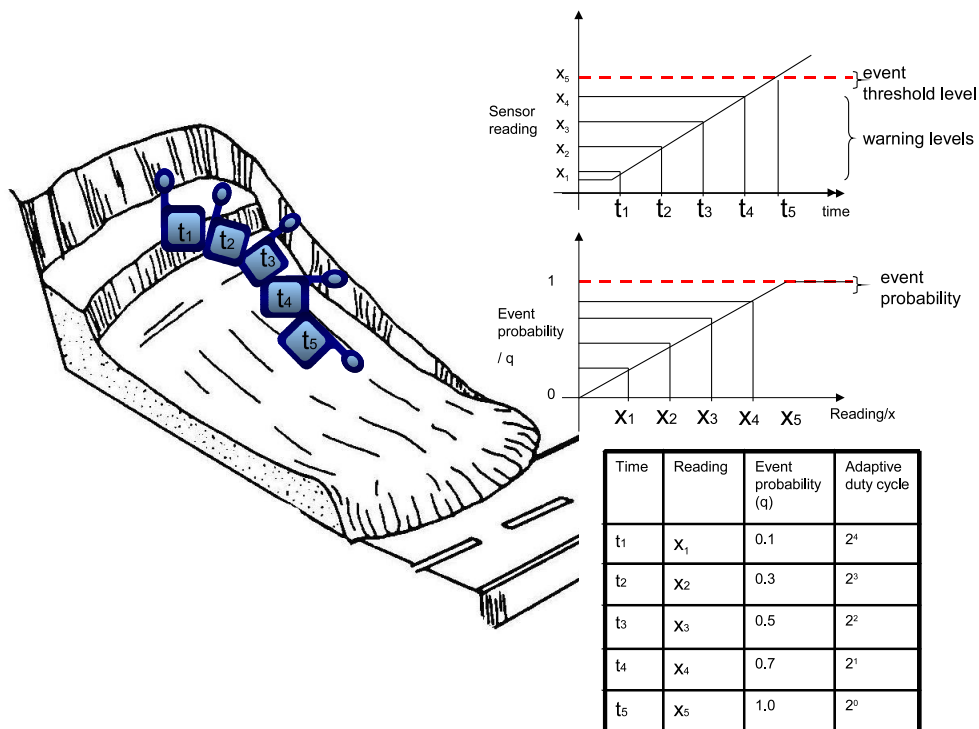 t1
t2
t3
t4
t5
Sensor
reading
x5
x4
x3
x2
x1
t1 t2 t3 t4 t5 time
event
threshold level
warning levels
Event
probability
/ q
1
0
x1 x2 x3 x4 x5 Reading/x
event
probability
Time Reading Event probability (q) Adaptive duty cycle
t1 x1 0.1 2⁴
t2 x2 0.3 2³
t3 x3 0.5 2²
t4 x4 0.7 2¹
t5 x5 1.0 2⁰